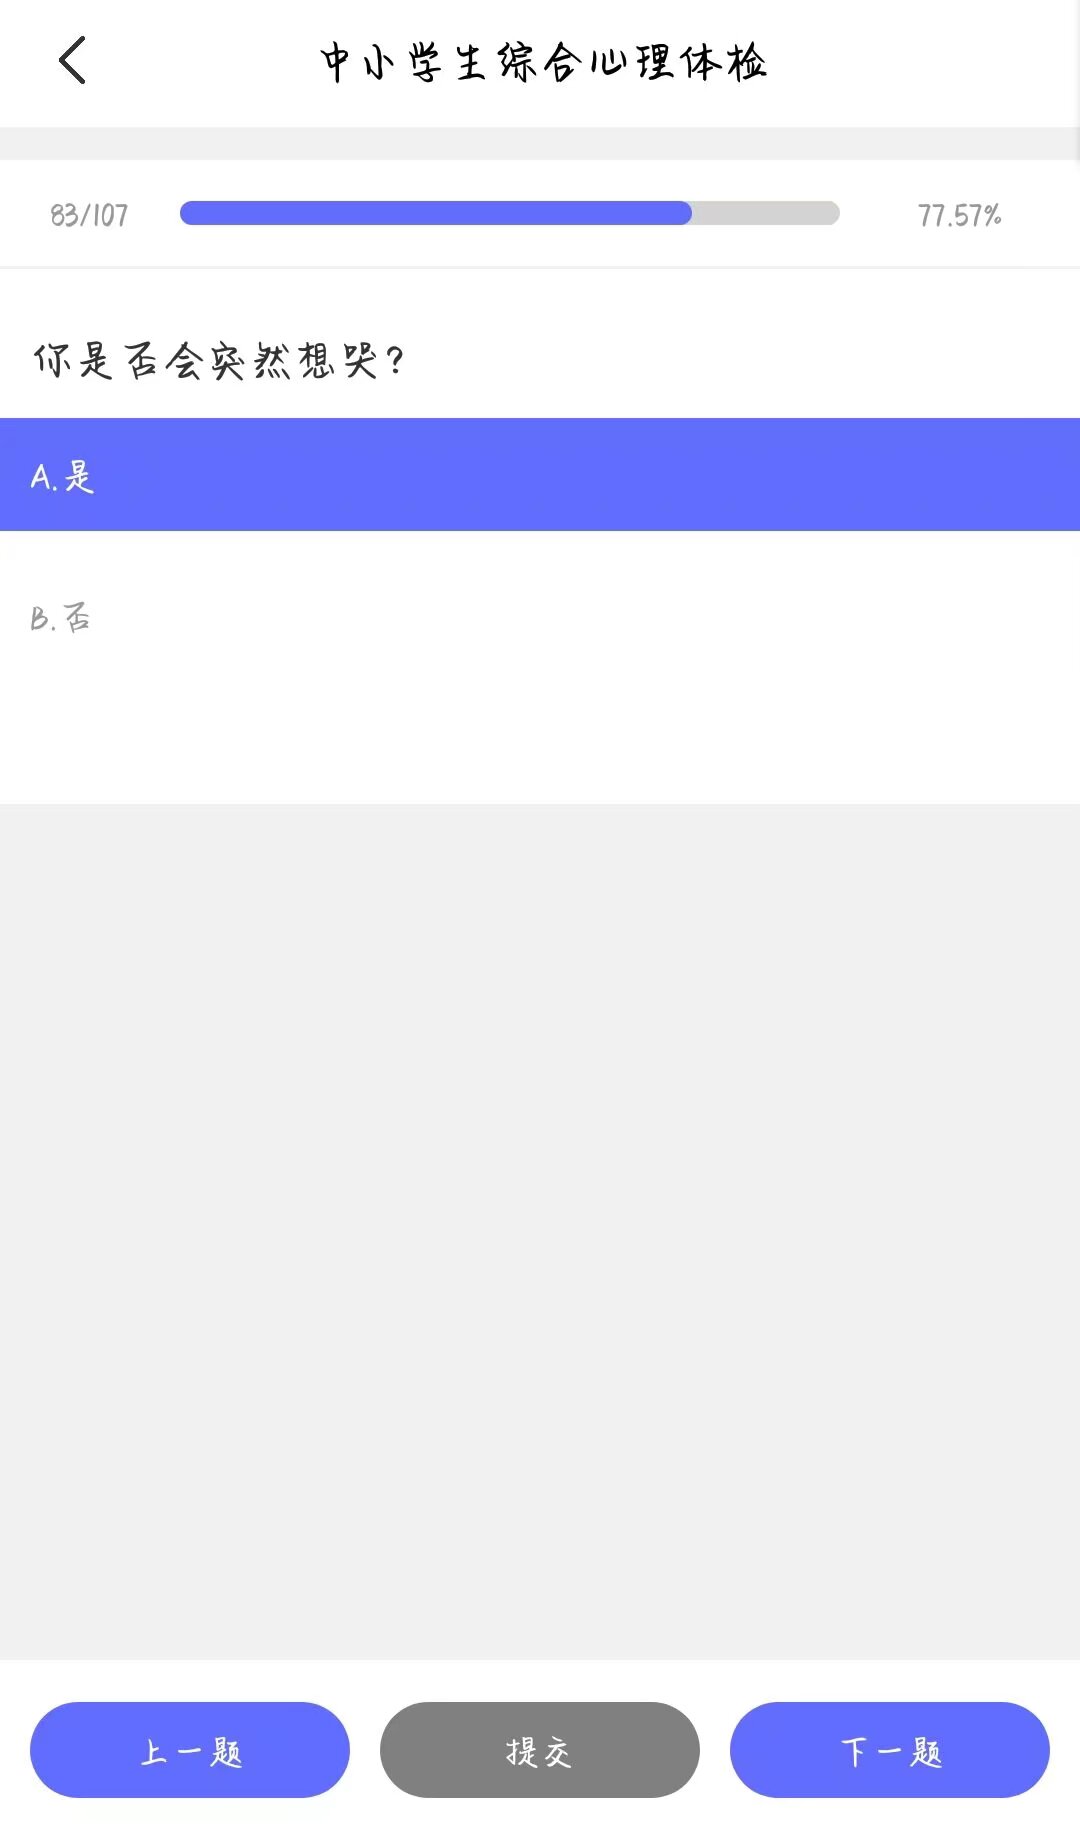 中小学生综合心理体检
83/107 77.57%
你是否会突然想哭?
A.是
B.否
上一题 提交 下一题